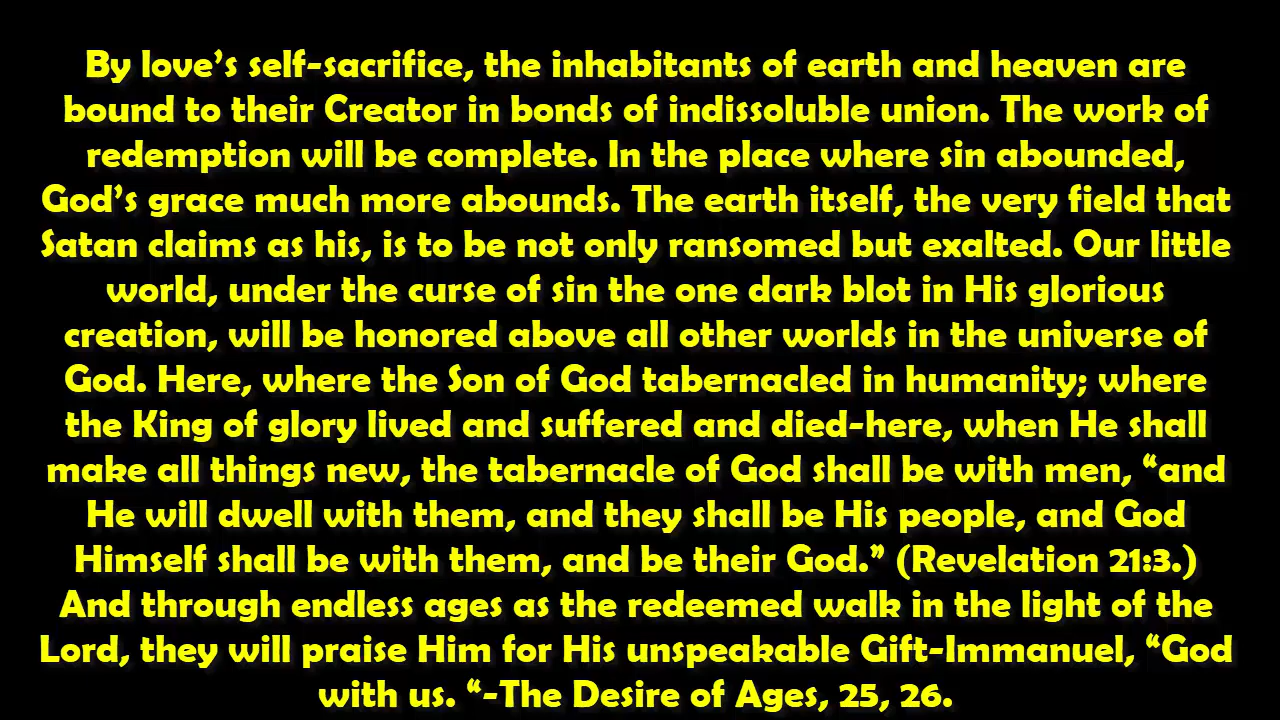 By love’s self-sacrifice, the inhabitants of earth and heaven are
bound to their Creator in bonds of indissoluble union. The work of
redemption will be complete. In the place where sin abounded,
God’s grace much more abounds. The earth itself, the very field that
Satan claims as his, is to be not only ransomed but exalted. Our little
world, under the curse of sin the one dark blot in His glorious
creation, will be honored above all other worlds in the universe of
God. Here, where the Son of God tabernacled in humanity; where
the King of glory lived and suffered and died-here, when He shall
make all things new, the tabernacle of God shall be with men, “and
He will dwell with them, and they shall be His people, and God
Himself shall be with them, and be their God.” (Revelation 21:3.)
And through endless ages as the redeemed walk in the light of the
Lord, they will praise Him for His unspeakable Gift-Immanuel, “God
with us. “-The Desire of Ages, 25, 26.